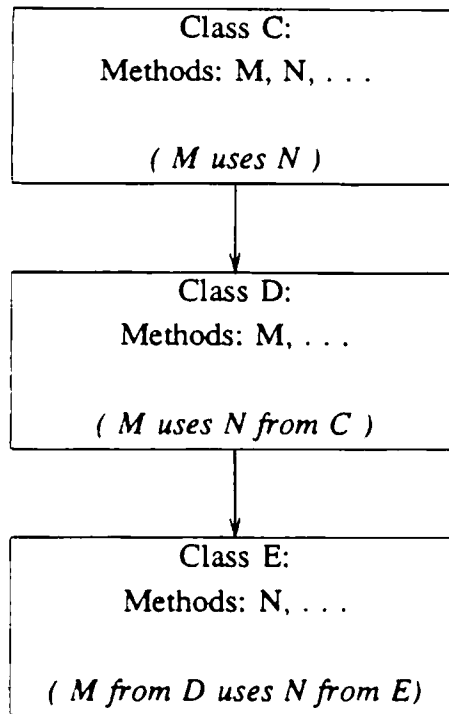 Class C:
Methods: M, N, . . .
( M uses N )
Class D:
Methods: M, . . .
( M uses N from C )
Class E:
Methods: N, . . .
( M from D uses N from E)